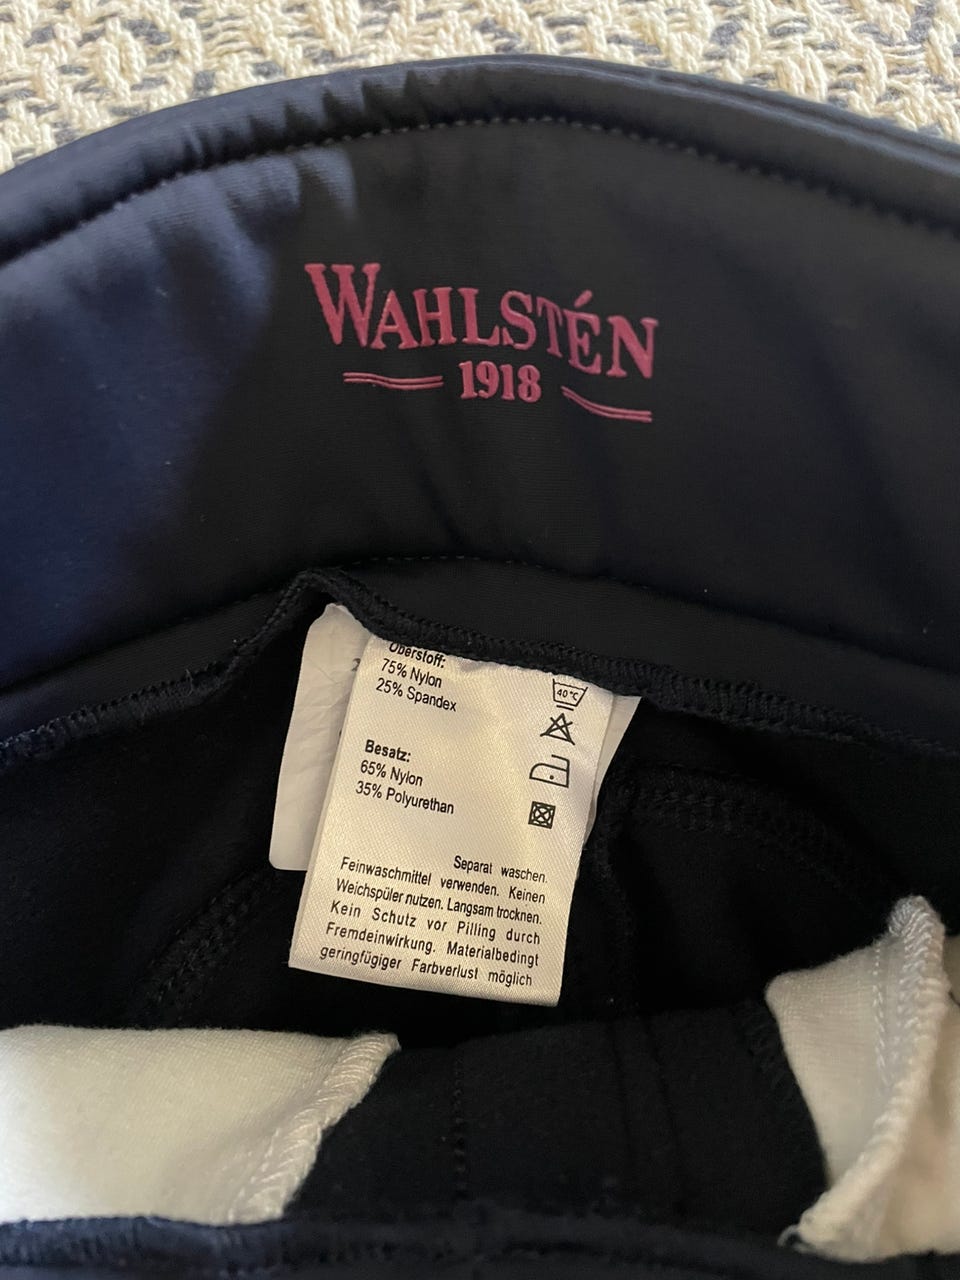 WAHLSTÉN
1918
Oberstoff:
75% Nylon
25% Spandex
40°C
Besatz:
65% Nylon
35% Polyurethan
Separat waschen.
Feinwaschmittel verwenden. Keinen
Weichspüler nutzen. Langsam trocknen.
Kein Schutz vor Pilling durch
Fremdeinwirkung. Materialbedingt
geringfügiger Farbverlust möglich